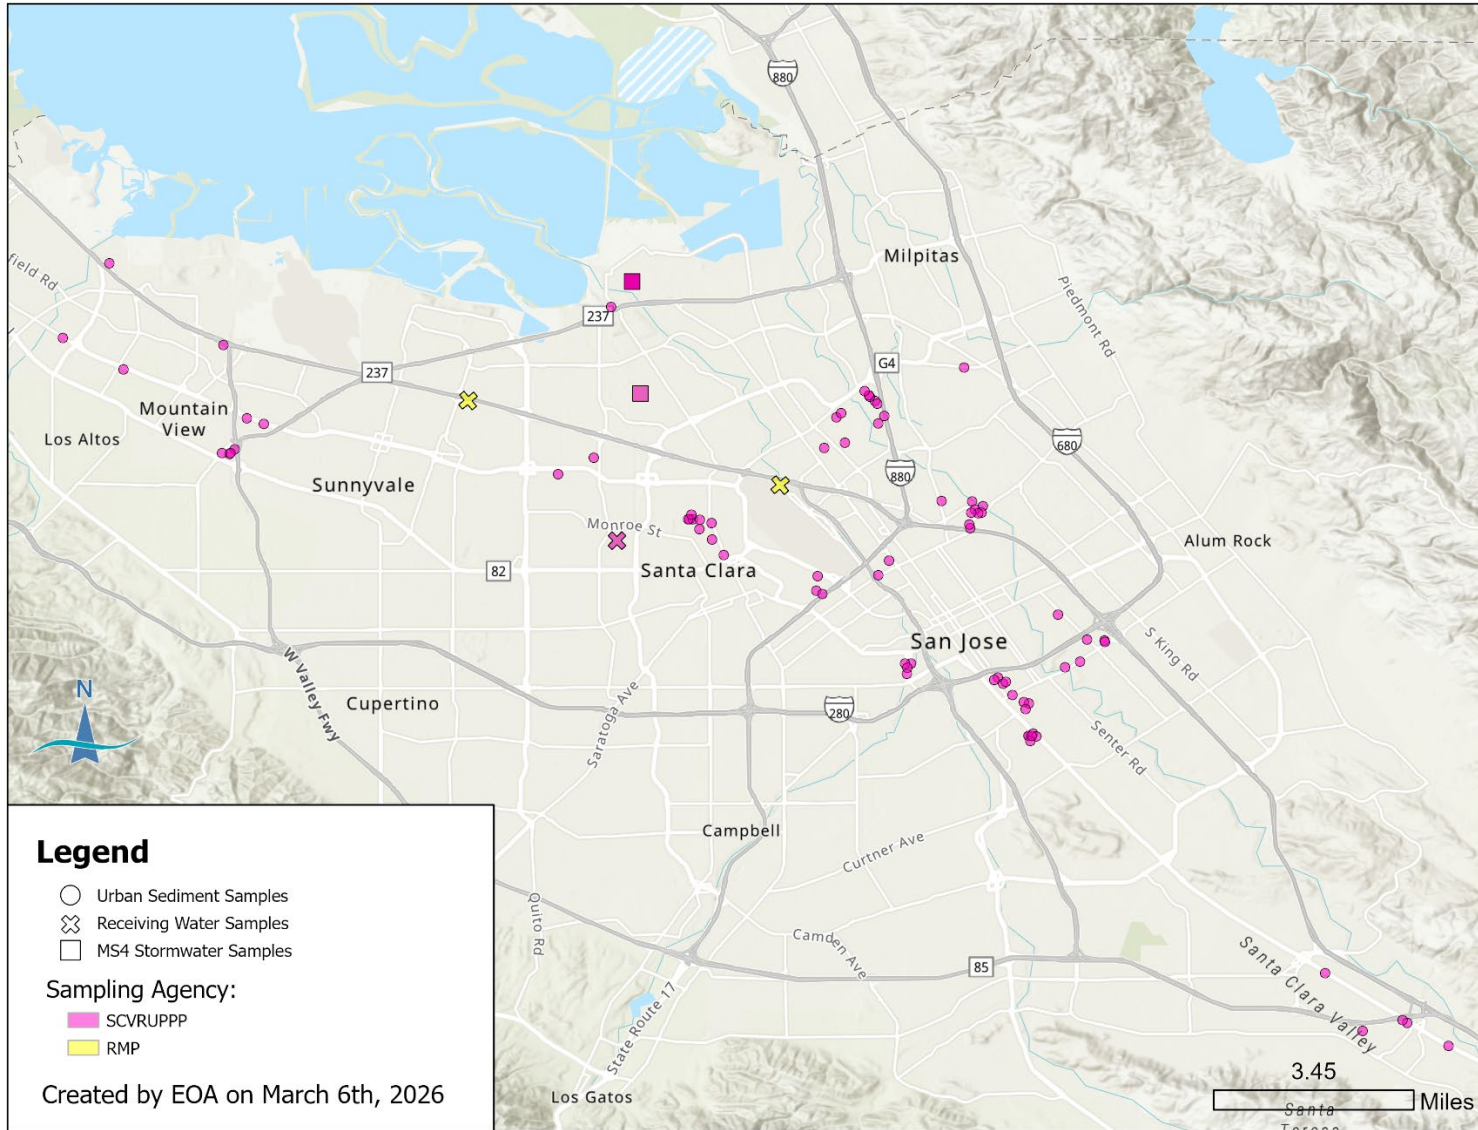 880
Milpitas
Piedmont Rd
field Rd
237
G4
237
Mountain
View
Los Altos
680
880
Sunnyvale
Monroe St
Alum Rock
82
Santa Clara
San Jose
S King Rd
W Valley Fwy
Cupertino
Saratoga Ave
280
Senter Rd
N
Campbell
Curtner Ave
Legend
Urban Sediment Samples
Receiving Water Samples
MS4 Stormwater Samples
Sampling Agency:
SCVRUPPP
RMP
Created by EOA on March 6th, 2026
Quito Rd
Camden Ave
85
Santa Clara Valley
State Route 17
Los Gatos
3.45
Miles
Santa